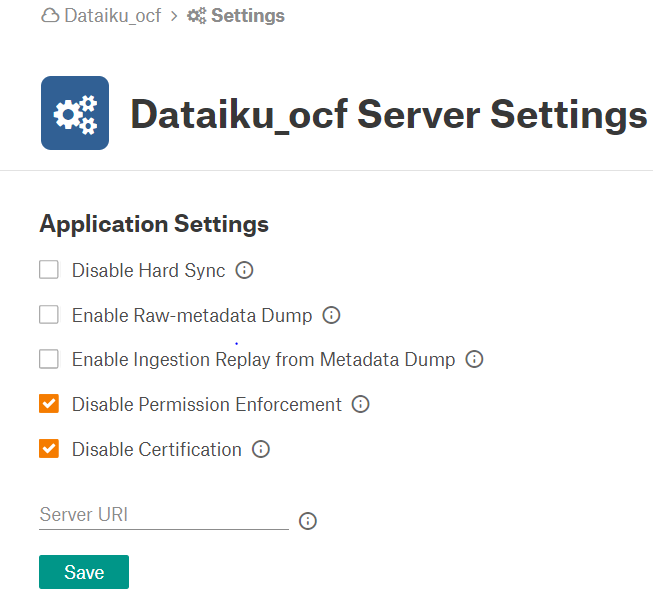 Dataiku_ocf > Settings
Dataiku_ocf Server Settings
Application Settings
Disable Hard Sync
Enable Raw-metadata Dump
Enable Ingestion Replay from Metadata Dump
Disable Permission Enforcement
Disable Certification
Server URI
Save